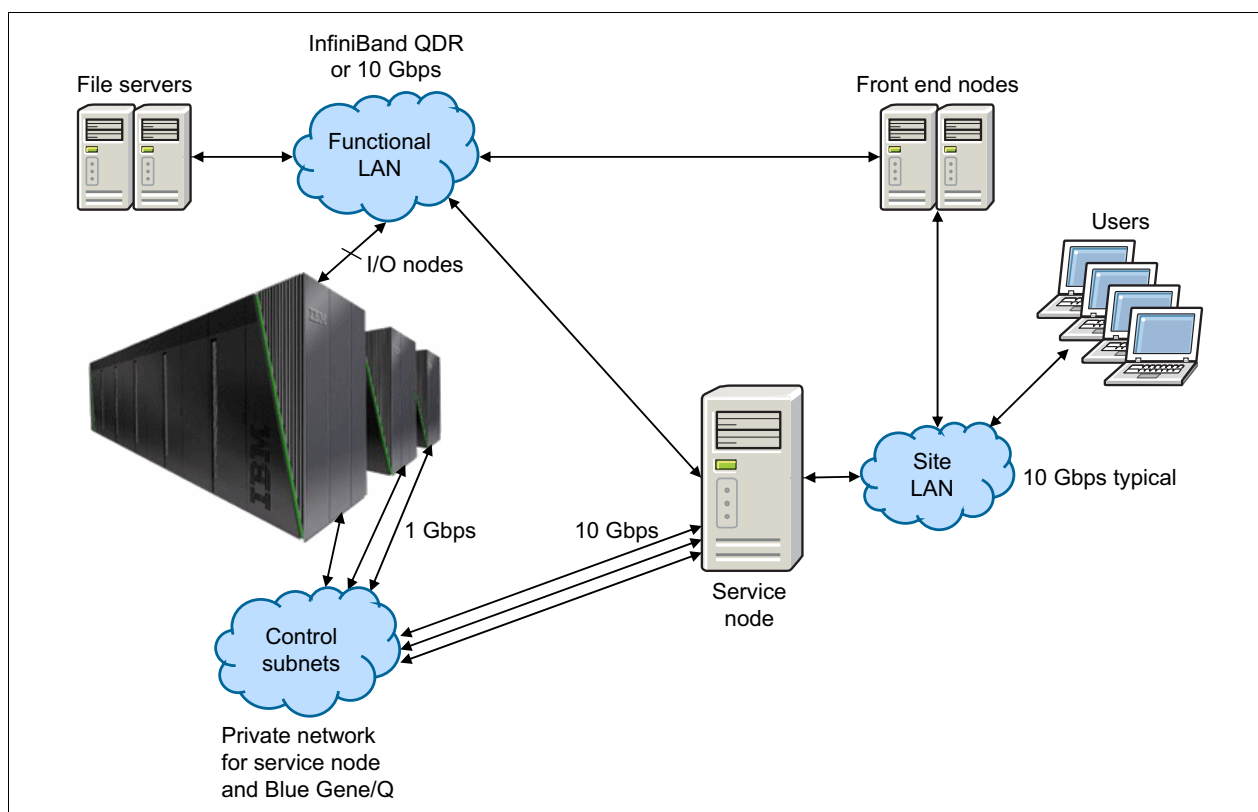 InfiniBand QDR
or 10 Gbps
File servers
Functional
LAN
Front end nodes
Users
I/O nodes
IBM
IBM
Site
LAN
10 Gbps typical
1 Gbps
10 Gbps
Service
node
Control
subnets
Private network
for service node
and Blue Gene/Q